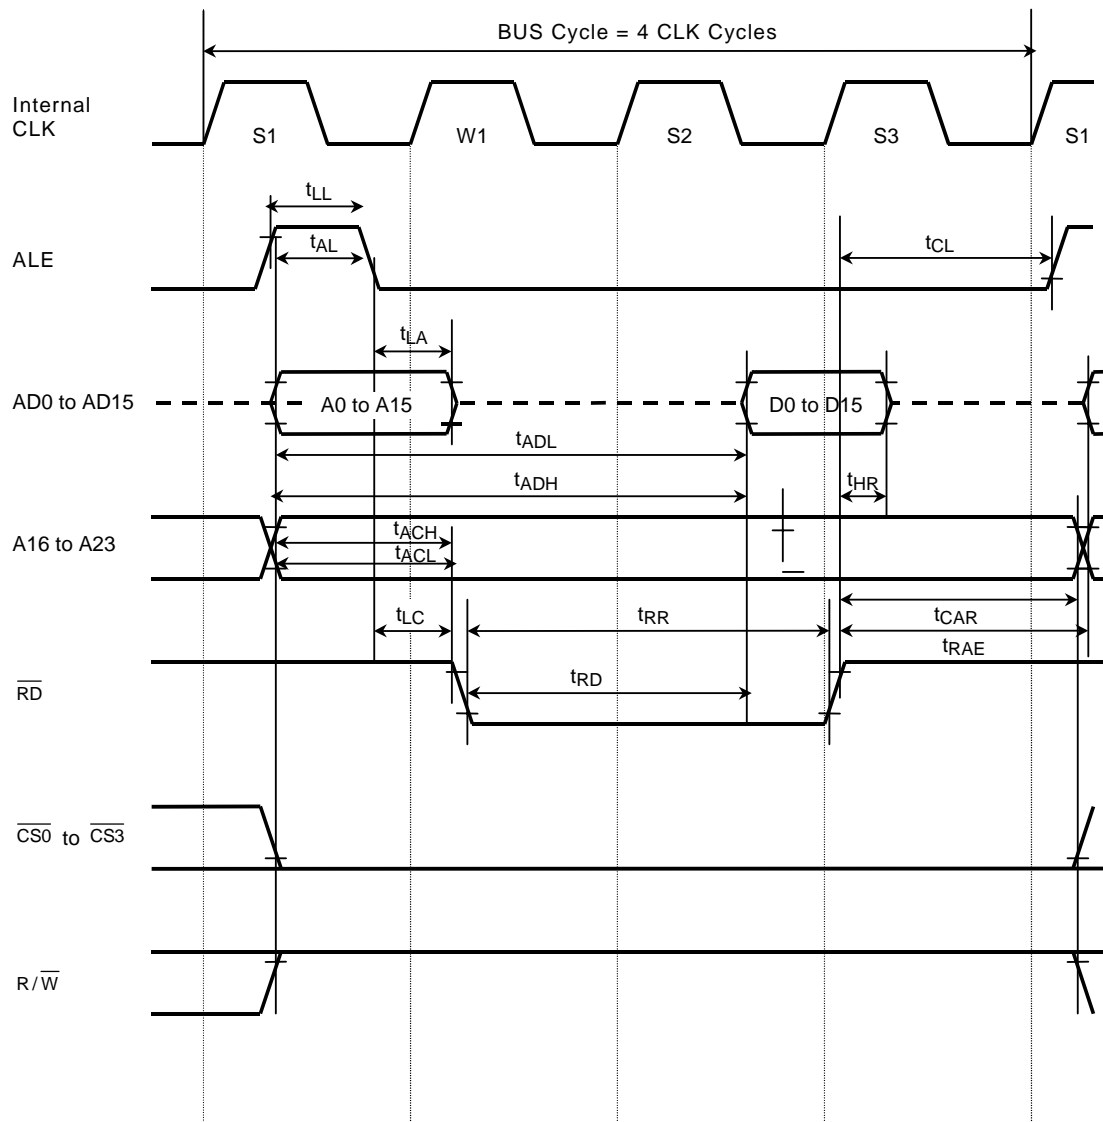 BUS Cycle = 4 CLK Cycles
Internal
CLK
S1
W1
S2
S3
S1
tLL
ALE
tAL
tCL
tLA
AD0 to AD15
A0 to A15
D0 to D15
tADL
tADH
tHR
A16 to A23
tACH
tACL
tLC
tRR
tCAR
tRAE
RD
tRD
CS0 to CS3
R/W